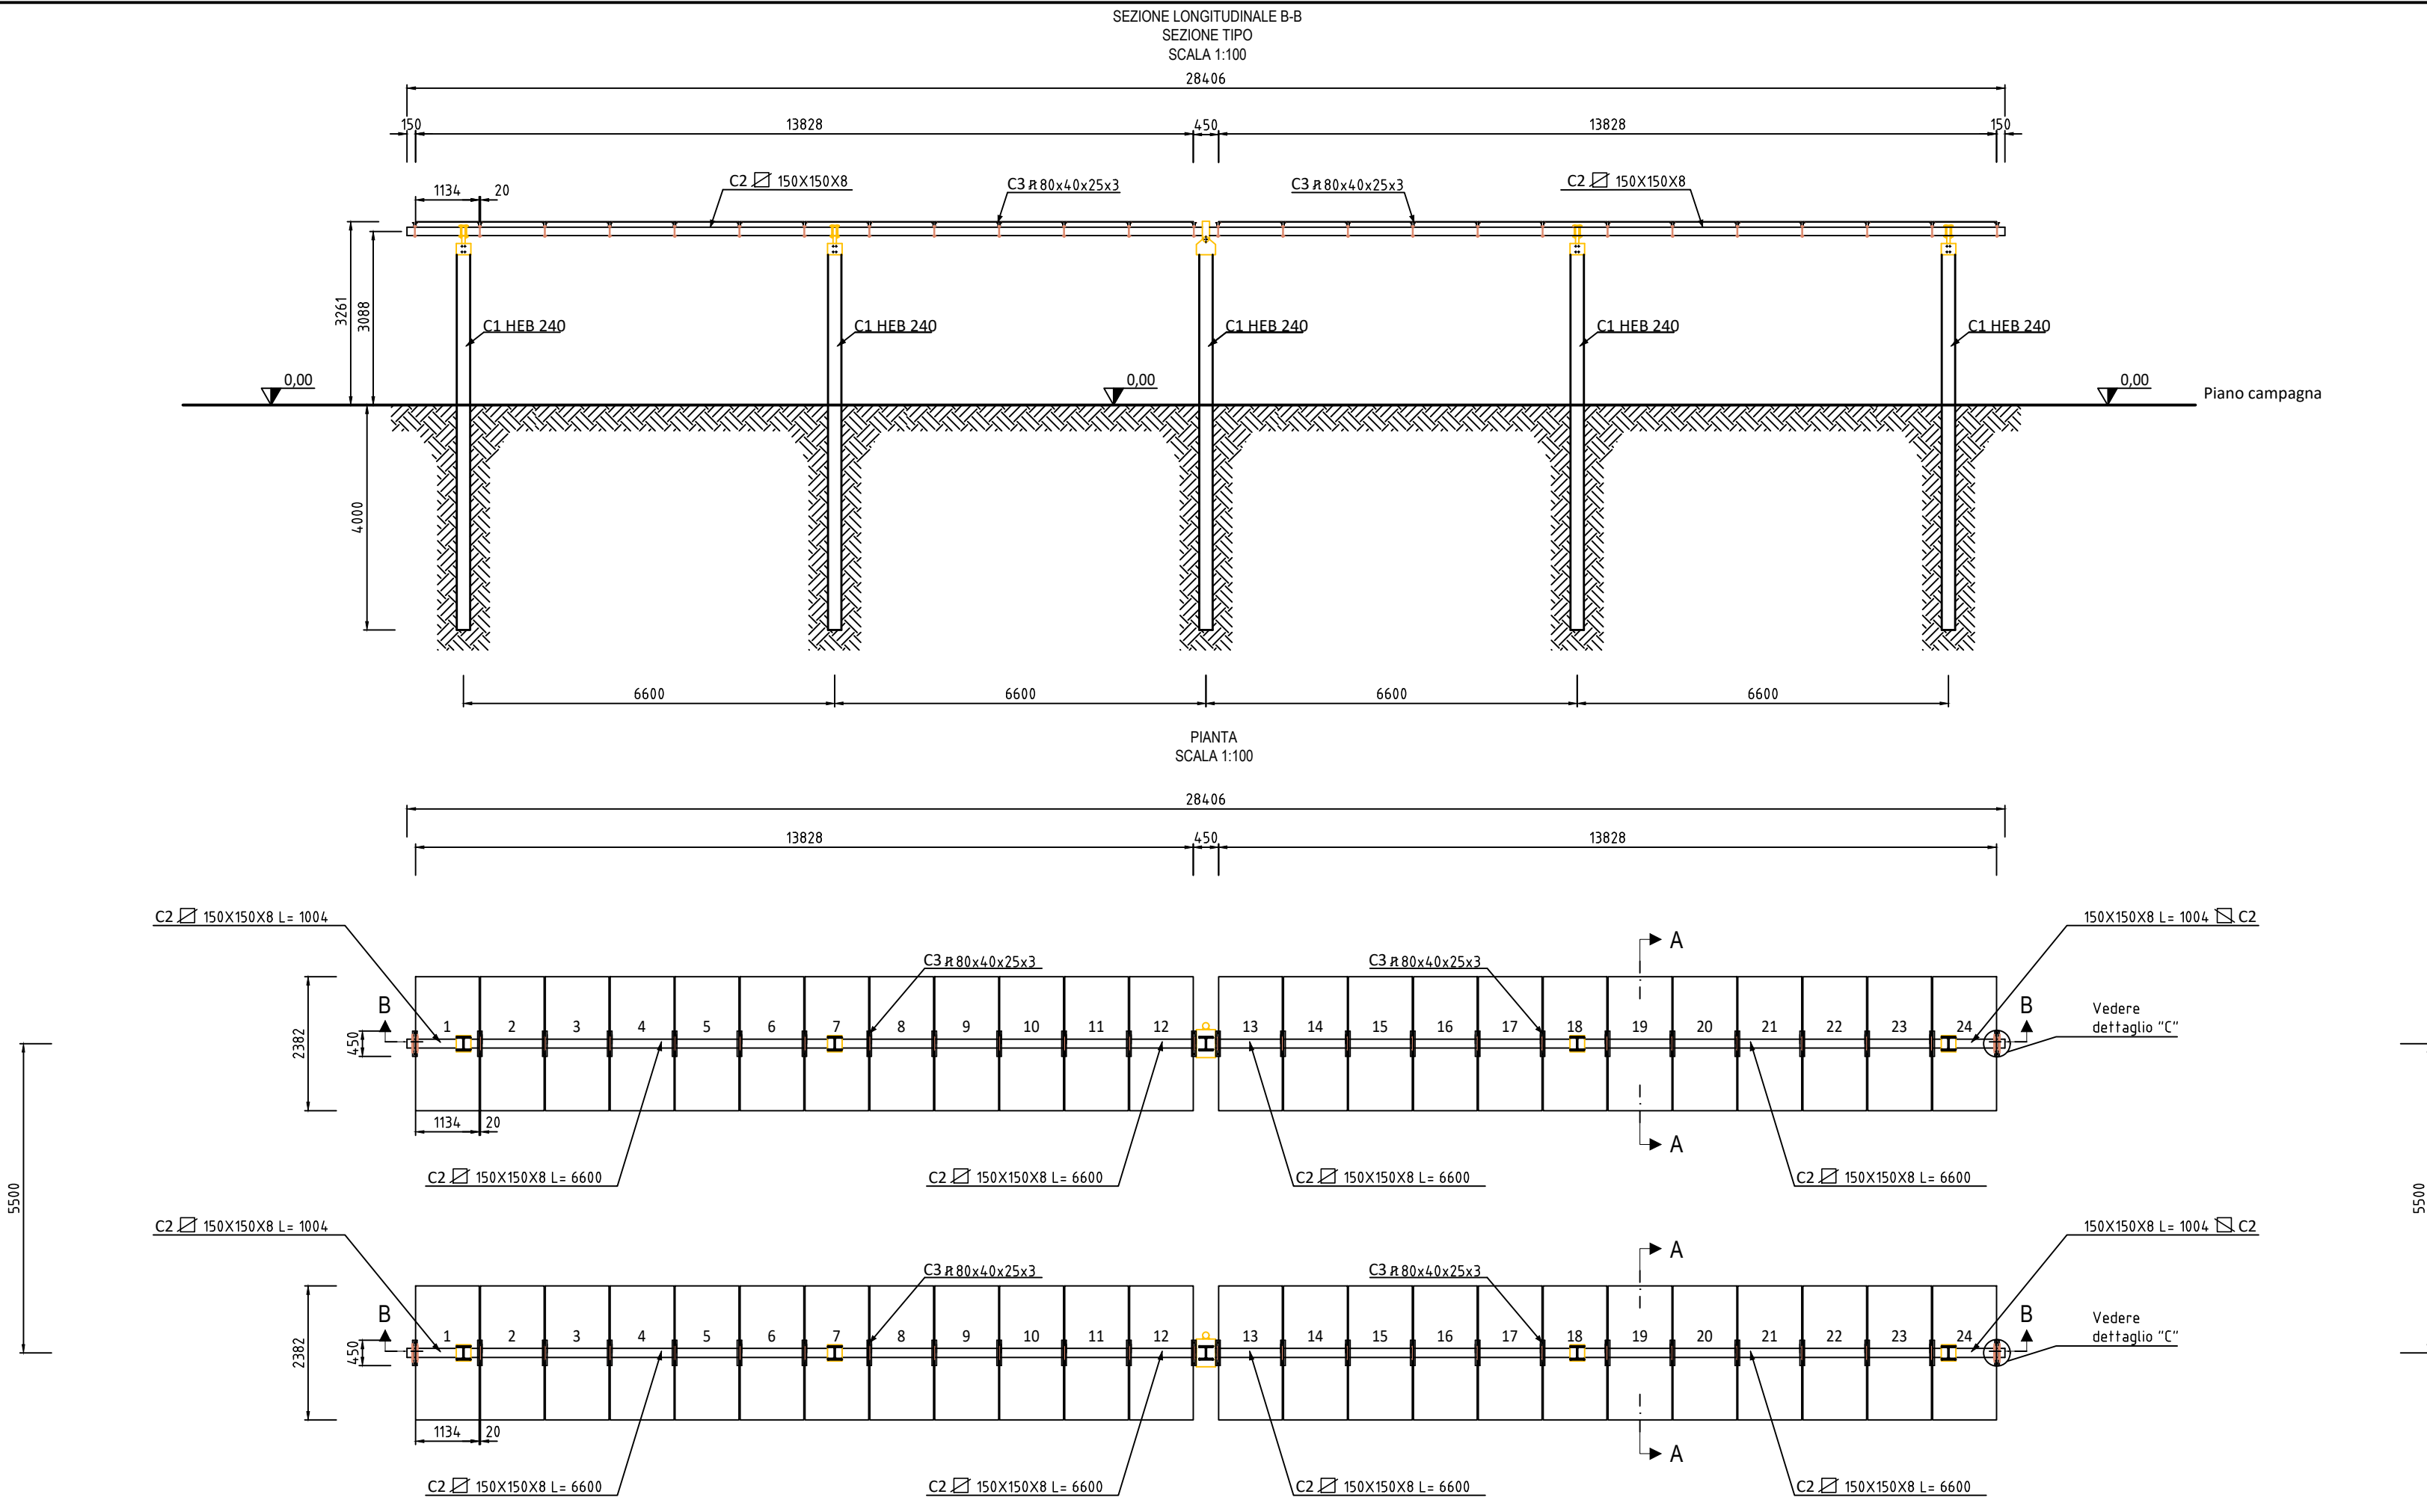 SEZIONE LONGITUDINALE B-B
SEZIONE TIPO
SCALA 1:100
28406
150 13828 450 13828 150
1134 20
C2 150X150X8
C3 80x40x25x3
C3 80x40x25x3
C2 150X150X8
3261
3088
C1 HEB 240
C1 HEB 240
C1 HEB 240
C1 HEB 240
C1 HEB 240
0,00
0,00
0,00
Piano campagna
4000
6600 6600 6600 6600
PIANTA
SCALA 1:100
28406
13828 450 13828
C2 150X150X8 L= 1004
150X150X8 L= 1004 C2
A
C3 80x40x25x3
C3 80x40x25x3
B
B
Vedere
dettaglio "C"
2382
450
1 2 3 4 5 6 7 8 9 10 11 12 13 14 15 16 17 18 19 20 21 22 23 24
1134 20
A
C2 150X150X8 L= 6600
C2 150X150X8 L= 6600
C2 150X150X8 L= 6600
C2 150X150X8 L= 6600
5500
5500
C2 150X150X8 L= 1004
150X150X8 L= 1004 C2
A
C3 80x40x25x3
C3 80x40x25x3
B
B
Vedere
dettaglio "C"
2382
450
1 2 3 4 5 6 7 8 9 10 11 12 13 14 15 16 17 18 19 20 21 22 23 24
1134 20
A
C2 150X150X8 L= 6600
C2 150X150X8 L= 6600
C2 150X150X8 L= 6600
C2 150X150X8 L= 6600